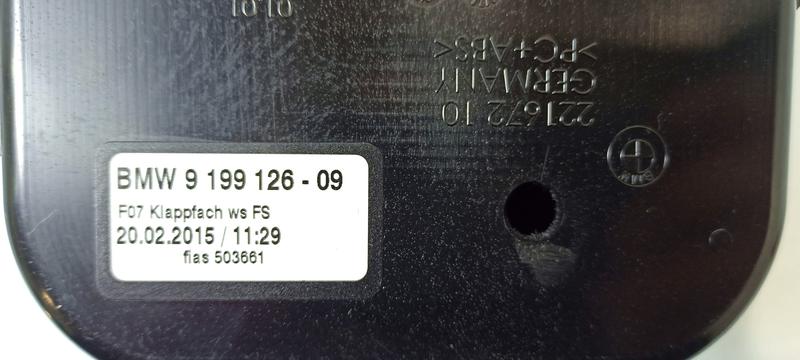 BMW 9 199 126 - 09
F07 Klappfach ws FS
20.02.2015 / 11:29
fias 503661
221672 10
GERMANY
>PC+ABS<
BMW